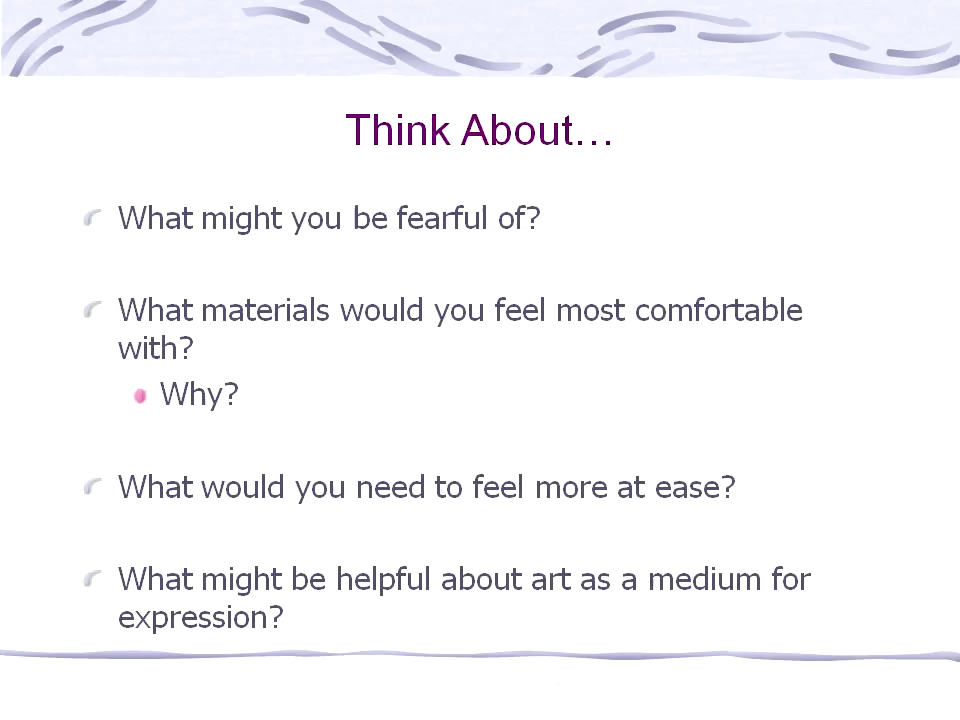 Think About…
What might you be fearful of?
What materials would you feel most comfortable
with?
Why?
What would you need to feel more at ease?
What might be helpful about art as a medium for
expression?